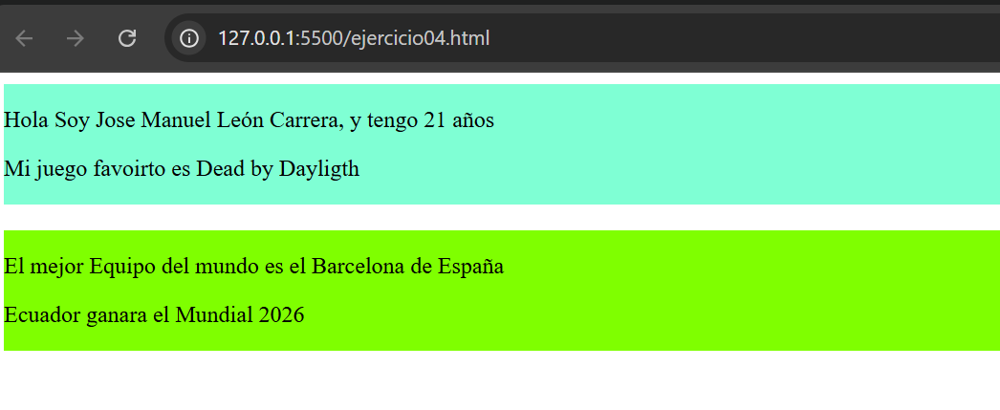 127.0.0.1:5500/ejercicio04.html
Hola Soy Jose Manuel León Carrera, y tengo 21 años
Mi juego favoirto es Dead by Dayligth
El mejor Equipo del mundo es el Barcelona de España
Ecuador ganara el Mundial 2026